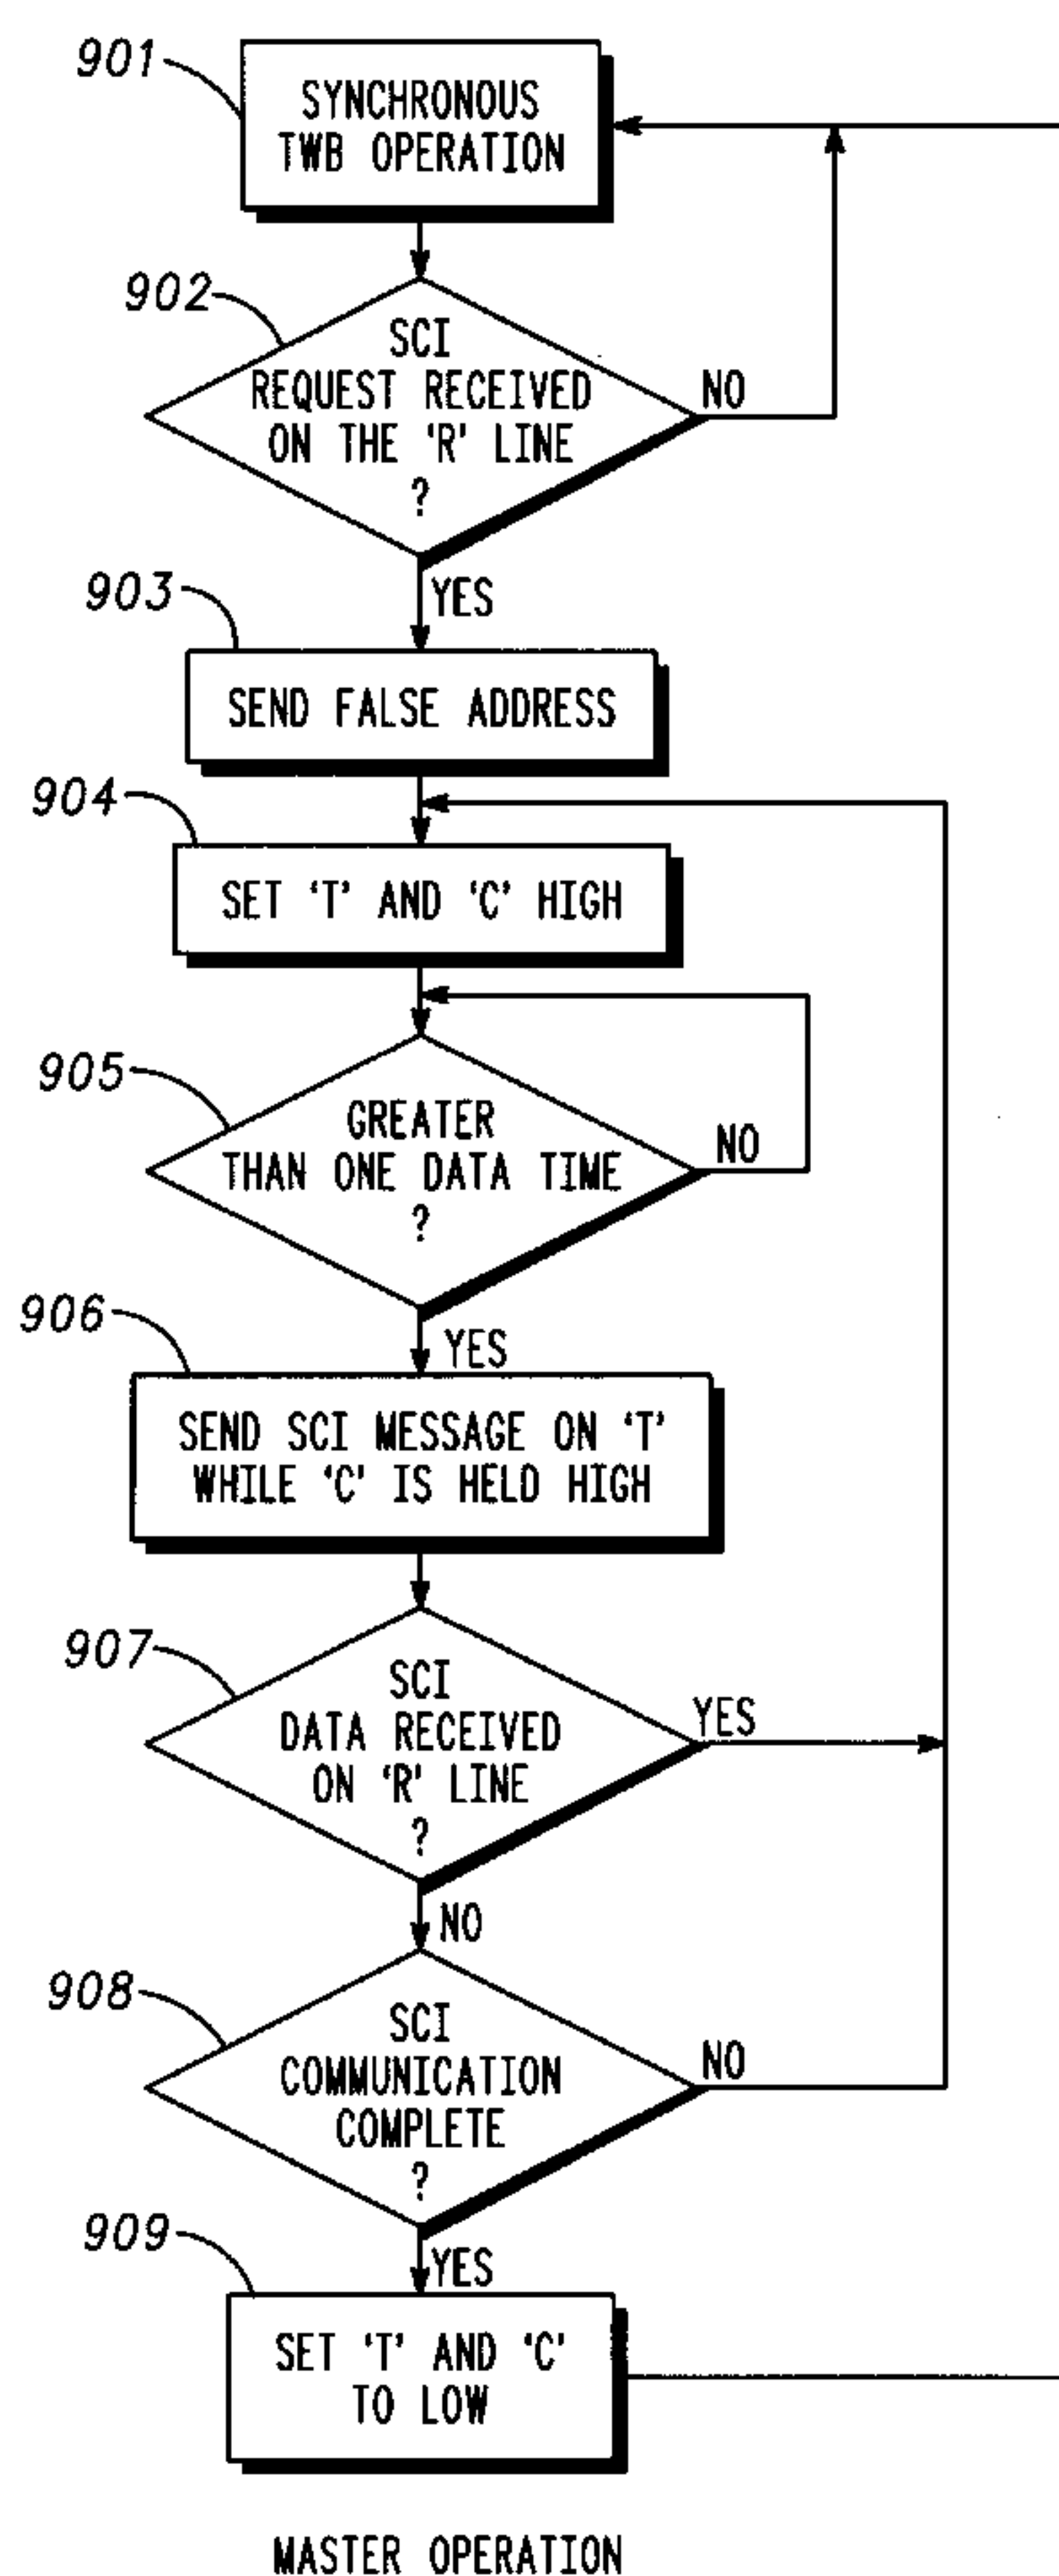 901
SYNCHRONOUS
TWB OPERATION
902
SCI
REQUEST RECEIVED
ON THE 'R' LINE
?
NO
YES
903
SEND FALSE ADDRESS
904
SET 'T' AND 'C' HIGH
905
GREATER
THAN ONE DATA TIME
?
NO
YES
906
SEND SCI MESSAGE ON 'T'
WHILE 'C' IS HELD HIGH
907
SCI
DATA RECEIVED
ON 'R' LINE
?
YES
NO
908
SCI
COMMUNICATION
COMPLETE
?
NO
YES
909
SET 'T' AND 'C'
TO LOW
MASTER OPERATION